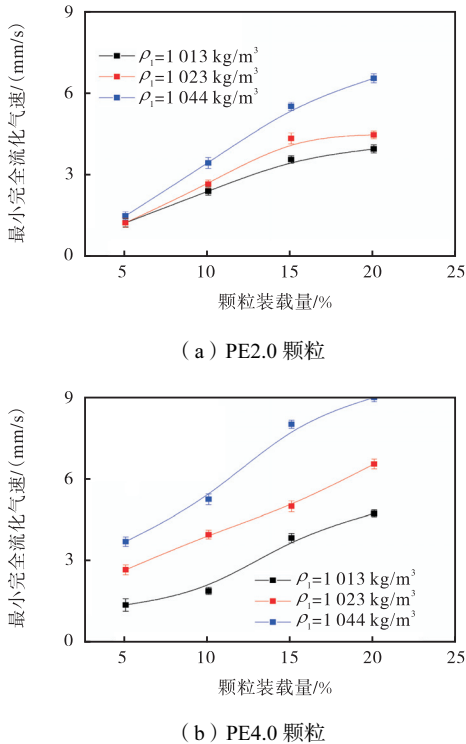 9
6
3
0
5
10
15
20
25
最小完全流化气速/(mm/s)
ρ₁=1 013 kg/m³
ρ₁=1 023 kg/m³
ρ₁=1 044 kg/m³
颗粒装载量/%
(a)PE2.0 颗粒
9
6
3
0
5
10
15
20
25
最小完全流化气速/(mm/s)
ρ₁=1 013 kg/m³
ρ₁=1 023 kg/m³
ρ₁=1 044 kg/m³
颗粒装载量/%
(b)PE4.0 颗粒